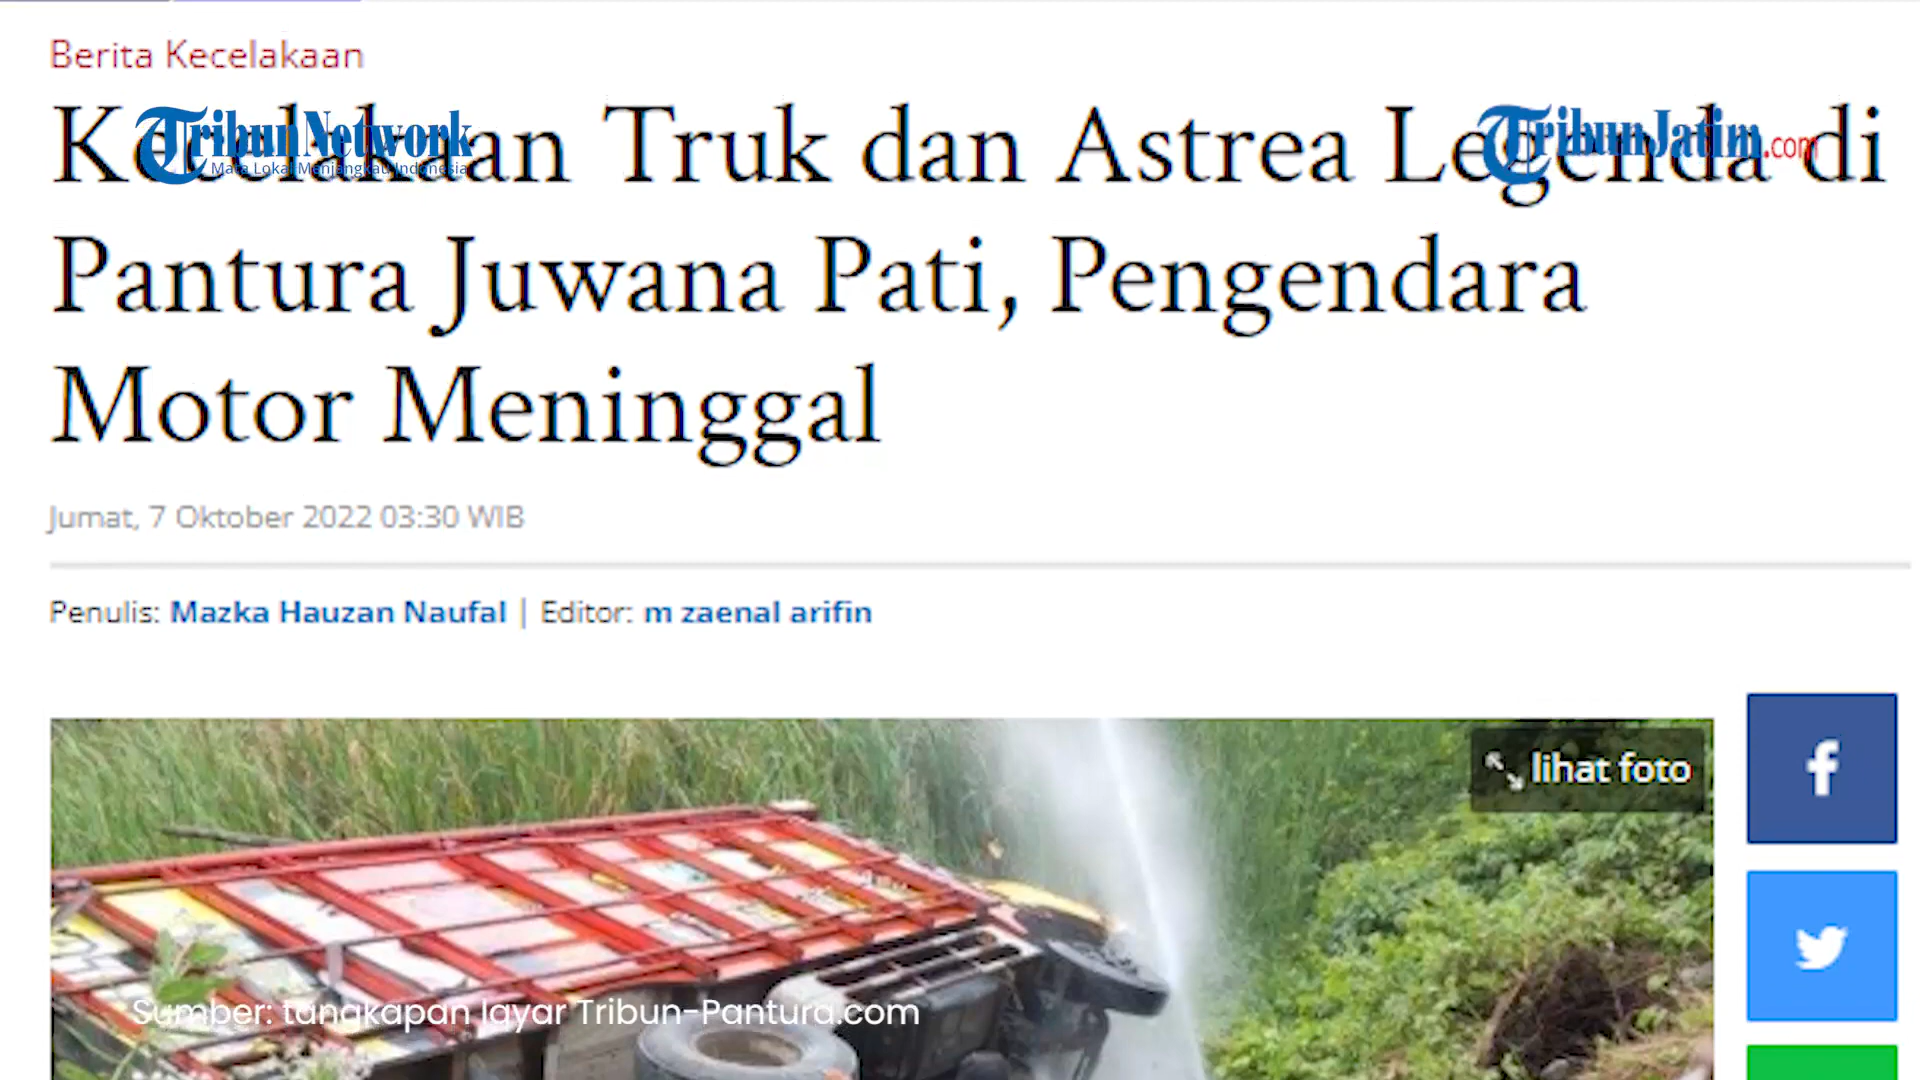 Berita Kecelakaan
Kecelakaan Truk dan Astrea Legenda di
Tribun Network
Mata Lokal Menjangkau Indonesia
TribunJatim.com
Pantura Juwana Pati, Pengendara
Motor Meninggal
Jumat, 7 Oktober 2022 03:30 WIB
Penulis: Mazka Hauzan Naufal | Editor: m zaenal arifin
lihat foto
Sumber: tangkapan layar Tribun-Pantura.com